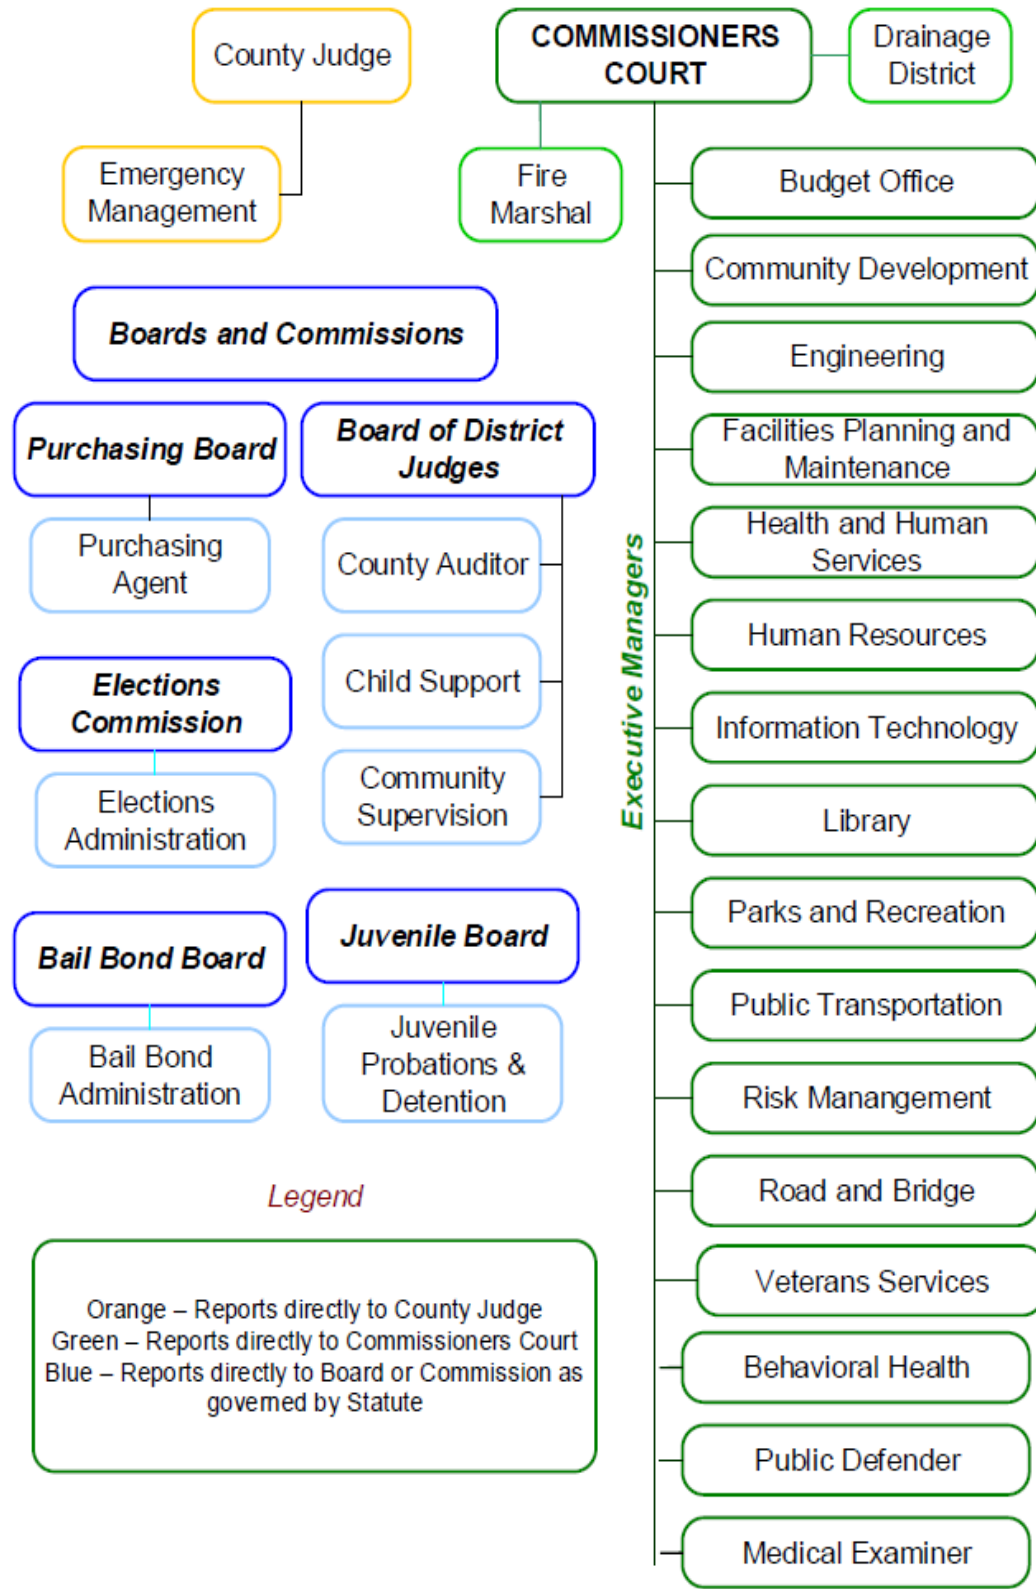 County Judge
COMMISSIONERS
COURT
Drainage
District
Emergency
Management
Fire
Marshal
Boards and Commissions
Purchasing Board
Purchasing
Agent
Board of District
Judges
County Auditor
Child Support
Community
Supervision
Elections
Commission
Elections
Administration
Bail Bond Board
Bail Bond
Administration
Juvenile Board
Juvenile
Probations &
Detention
Executive Managers
Budget Office
Community Development
Engineering
Facilities Planning and
Maintenance
Health and Human
Services
Human Resources
Information Technology
Library
Parks and Recreation
Public Transportation
Risk Manangement
Road and Bridge
Veterans Services
Behavioral Health
Public Defender
Medical Examiner
Legend
Orange – Reports directly to County Judge
Green – Reports directly to Commissioners Court
Blue – Reports directly to Board or Commission as
governed by Statute